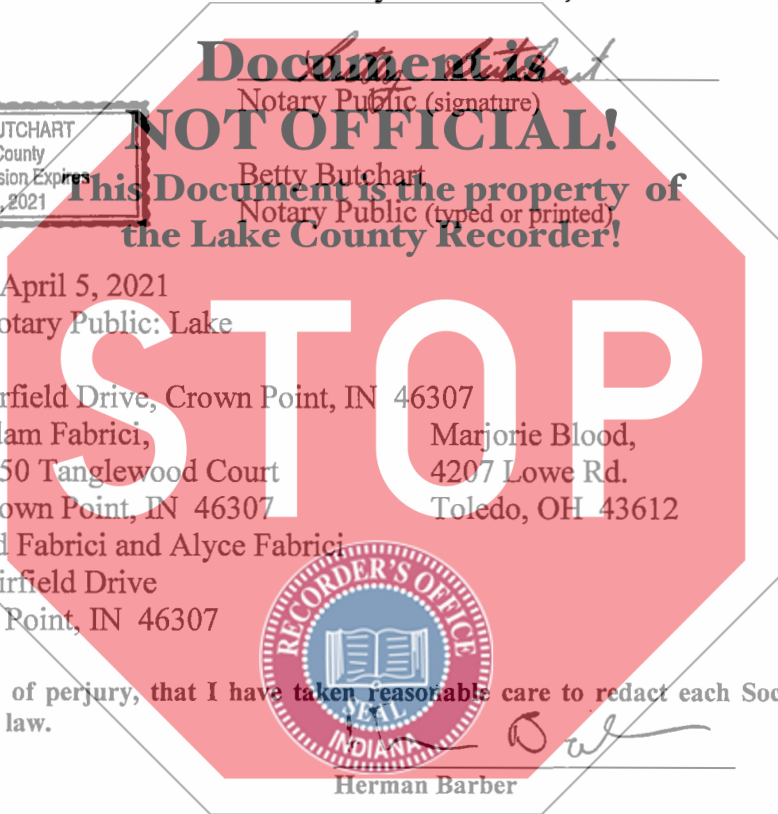 Document is
Betty Butchart
Notary Public (signature)
NOT OFFICIAL!
UTCHART
County
sion Expires
, 2021
Betty Butchart
This Document is the property of
Notary Public (typed or printed)
the Lake County Recorder!
April 5, 2021
otary Public: Lake
STOP
rfield Drive, Crown Point, IN 46307
lam Fabrici,
Marjorie Blood,
50 Tanglewood Court
4207 Lowe Rd.
own Point, IN 46307
Toledo, OH 43612
d Fabrici and Alyce Fabrici
irfield Drive
Point, IN 46307
RECORDER'S OFFICE
SEAL
INDIANA
of perjury, that I have taken reasonable care to redact each Soc
law.
Herman Barber